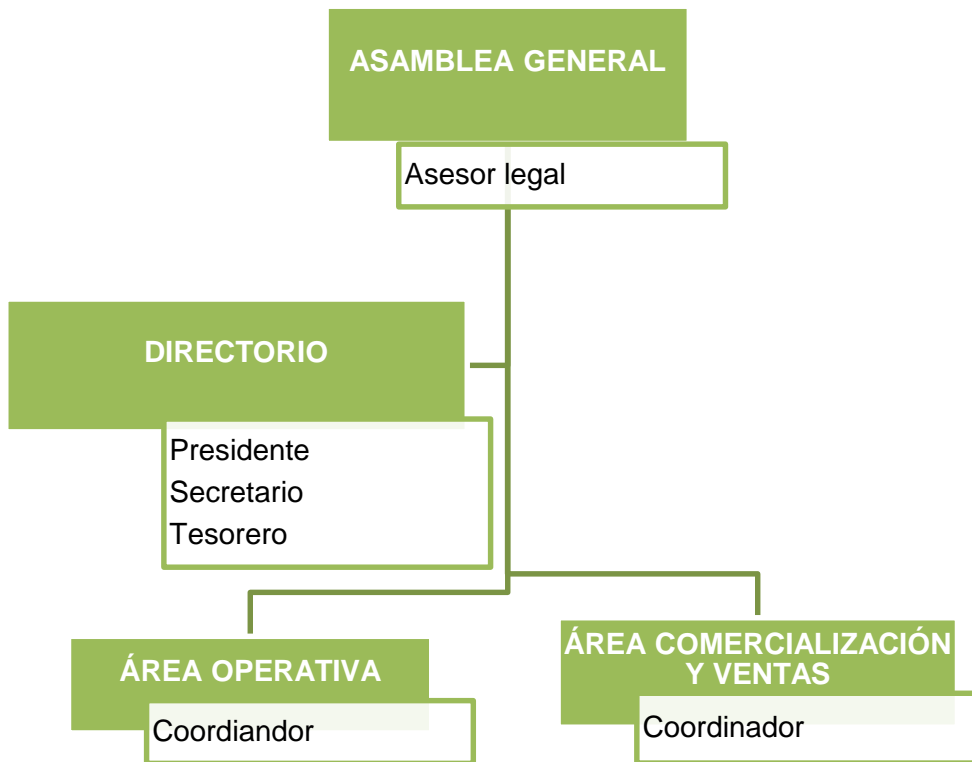 ASAMBLEA GENERAL
Asesor legal
DIRECTORIO
Presidente
Secretario
Tesorero
ÁREA OPERATIVA
Coordiandor
ÁREA COMERCIALIZACIÓN
Y VENTAS
Coordinador